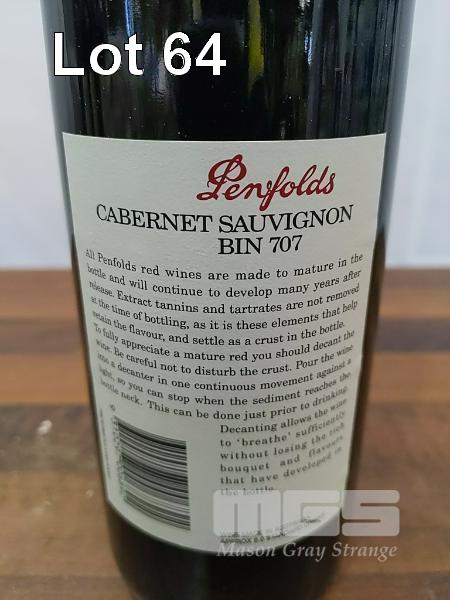 Lot 64
Penfolds
CABERNET SAUVIGNON
BIN 707
All Penfolds red wines are made to mature in the
bottle and will continue to develop many years after
release. Extract tannins and tartrates are not removed
at the time of bottling, as it is these elements that help
retain the flavour, and settle as a crust in the bottle.
To fully appreciate a mature red you should decant the
wine. Be careful not to disturb the crust. Pour the wine
into a decanter in one continuous movement against a
light, so you can stop when the sediment reaches the
bottle neck. This can be done just prior to drinking.
Decanting allows the wine
to 'breathe' sufficiently
without losing the rich
bouquet and flavours
that have developed in
the bottle.
MGS
Mason Gray Strange